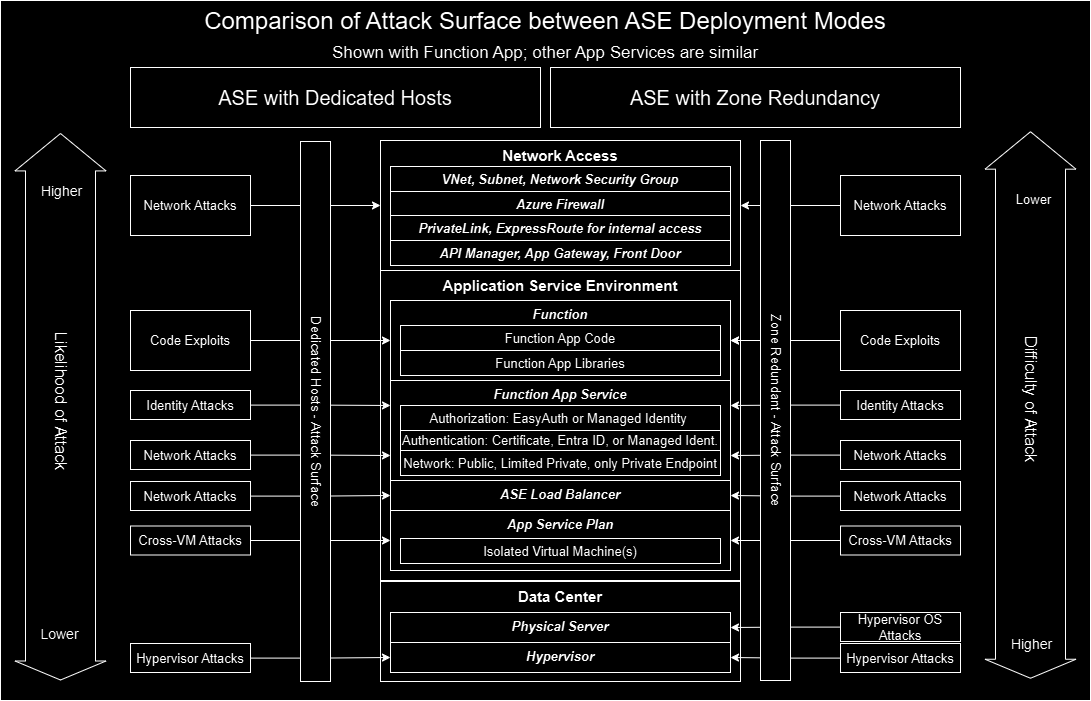 Comparison of Attack Surface between ASE Deployment Modes
Shown with Function App; other App Services are similar
ASE with Dedicated Hosts
ASE with Zone Redundancy
Higher
Likelihood of Attack
Lower
Network Attacks
Code Exploits
Identity Attacks
Network Attacks
Network Attacks
Cross-VM Attacks
Hypervisor Attacks
Dedicated Hosts - Attack Surface
Network Access
VNet, Subnet, Network Security Group
Azure Firewall
PrivateLink, ExpressRoute for internal access
API Manager, App Gateway, Front Door
Application Service Environment
Function
Function App Code
Function App Libraries
Function App Service
Authorization: EasyAuth or Managed Identity
Authentication: Certificate, Entra ID, or Managed Ident.
Network: Public, Limited Private, only Private Endpoint
ASE Load Balancer
App Service Plan
Isolated Virtual Machine(s)
Data Center
Physical Server
Hypervisor
Zone Redundant - Attack Surface
Network Attacks
Code Exploits
Identity Attacks
Network Attacks
Network Attacks
Cross-VM Attacks
Hypervisor OS
Attacks
Hypervisor Attacks
Lower
Difficulty of Attack
Higher